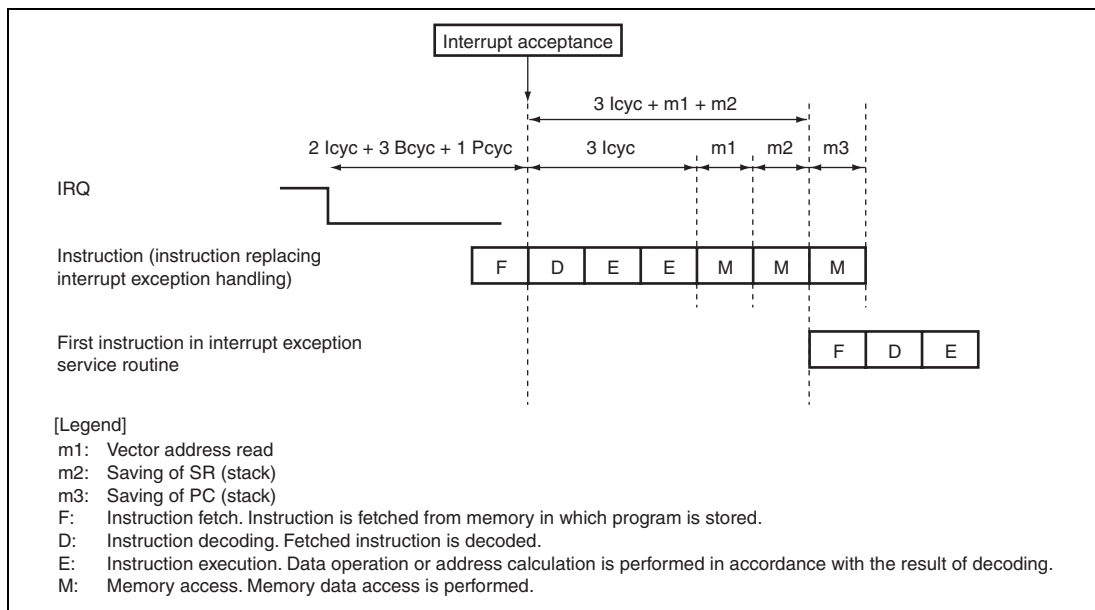 Interrupt acceptance
3 Icyc + m1 + m2
2 Icyc + 3 Bcyc + 1 Pcyc
3 Icyc
m1
m2
m3
IRQ
Instruction (instruction replacing
interrupt exception handling)
F D E E M M M
First instruction in interrupt exception
service routine
F D E
[Legend]
m1: Vector address read
m2: Saving of SR (stack)
m3: Saving of PC (stack)
F: Instruction fetch. Instruction is fetched from memory in which program is stored.
D: Instruction decoding. Fetched instruction is decoded.
E: Instruction execution. Data operation or address calculation is performed in accordance with the result of decoding.
M: Memory access. Memory data access is performed.